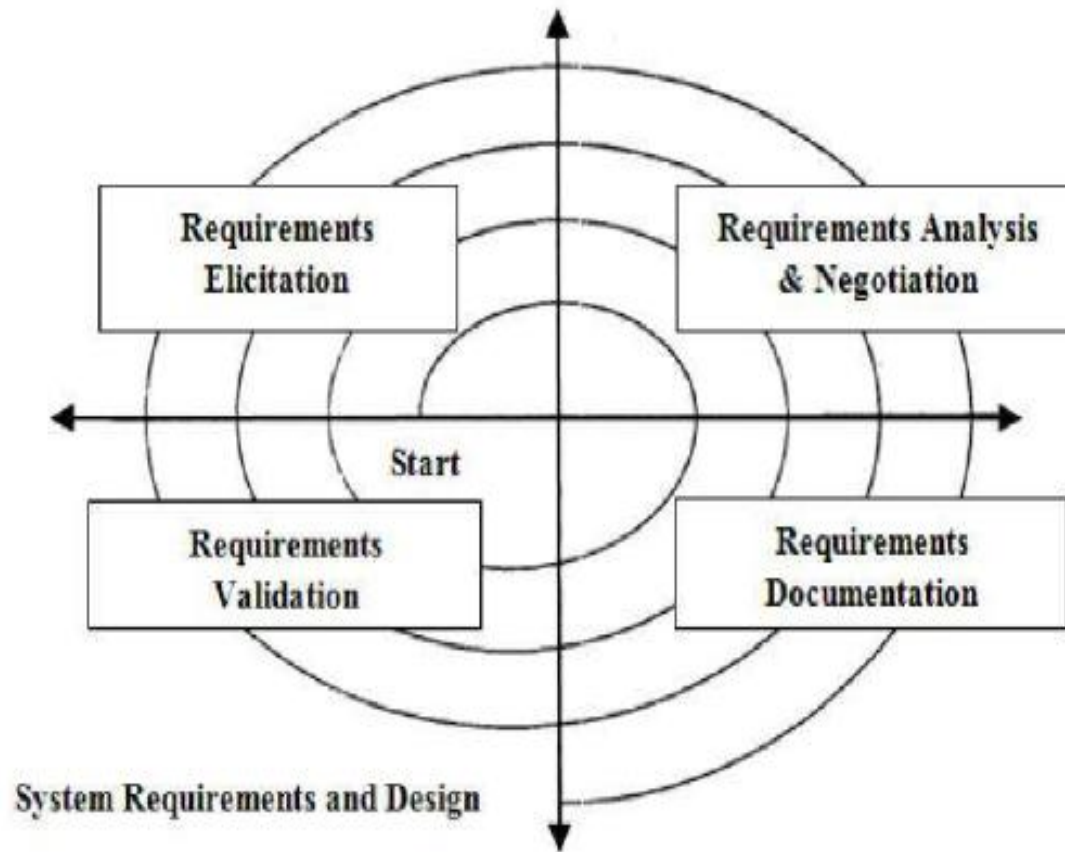 Requirements
Elicitation
Requirements Analysis
& Negotiation
Start
Requirements
Validation
Requirements
Documentation
System Requirements and Design